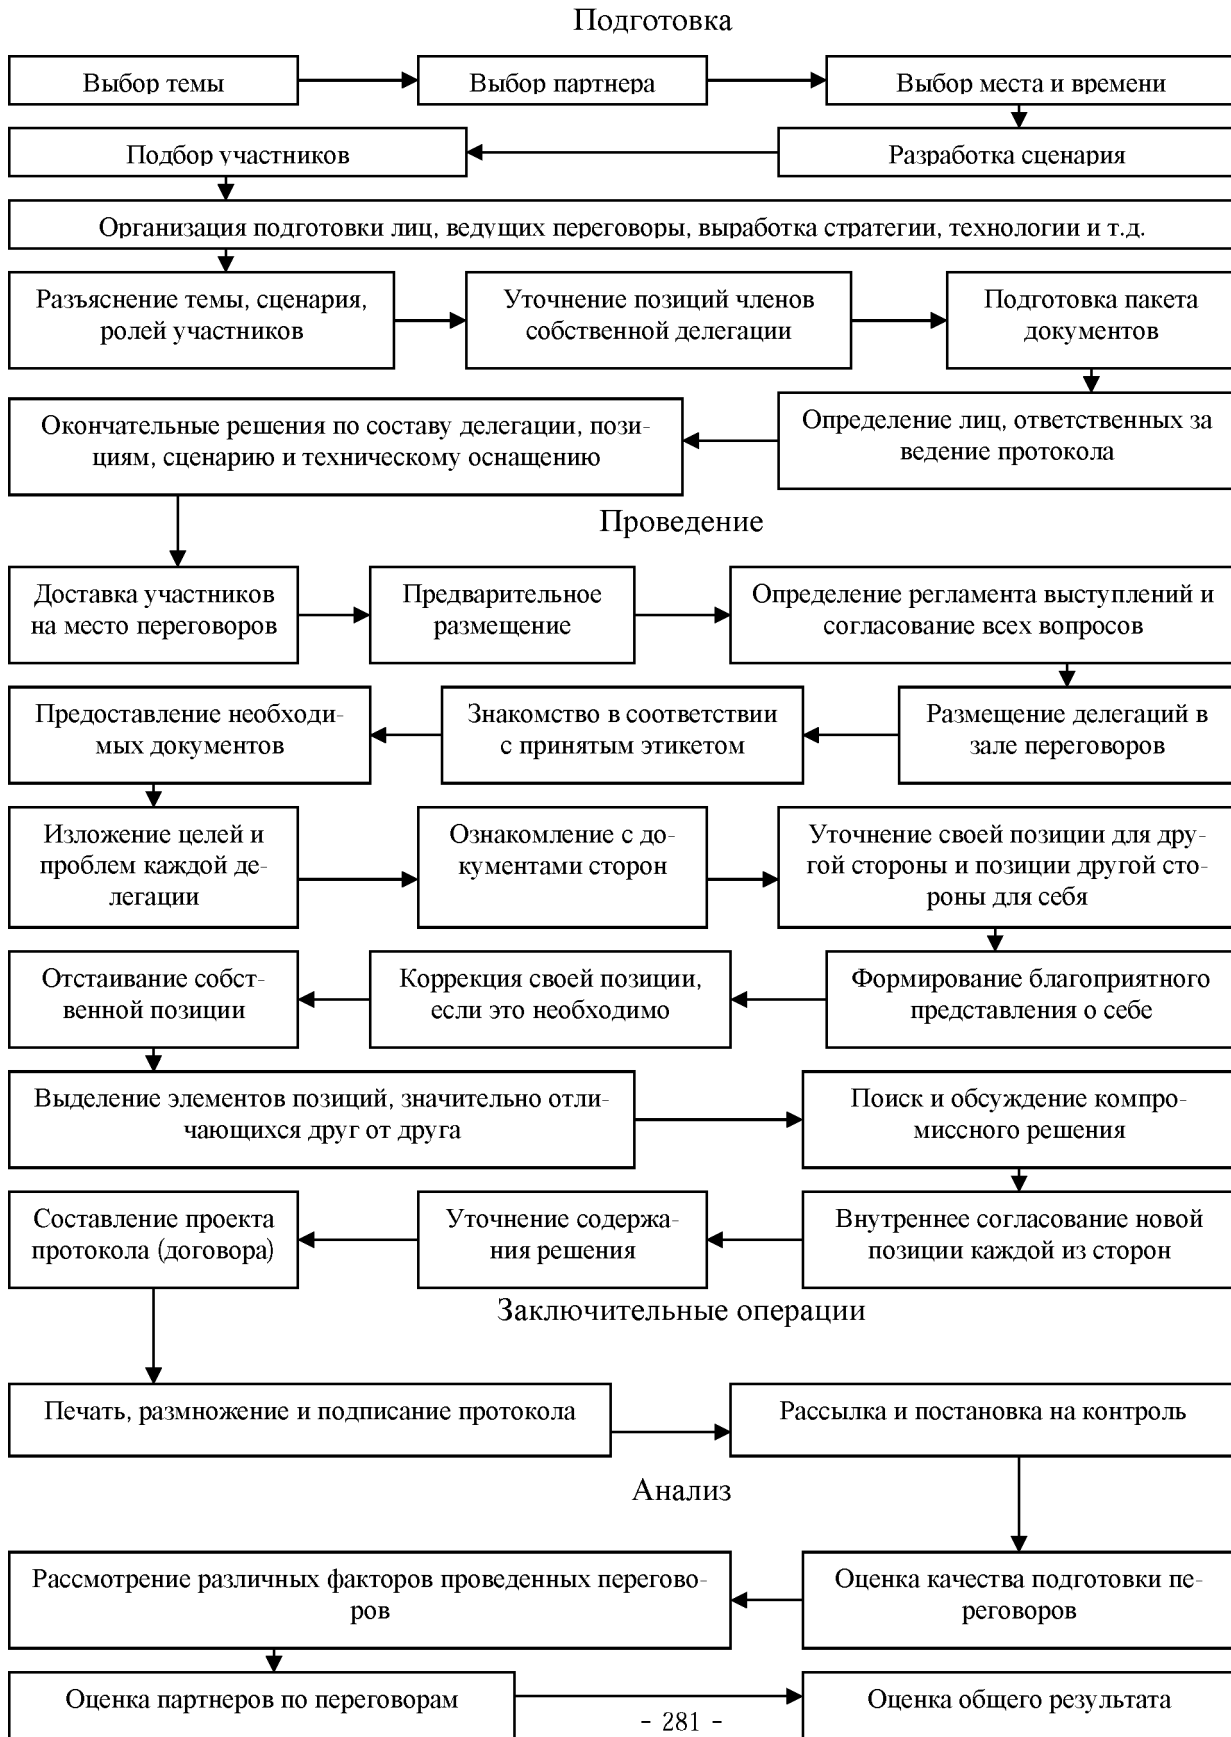 Подготовка
Выбор темы
Выбор партнера
Выбор места и времени
Подбор участников
Разработка сценария
Организация подготовки лиц, ведущих переговоры, выработка стратегии, технологии и т.д.
Разъяснение темы, сценария,
ролей участников
Уточнение позиций членов
собственной делегации
Подготовка пакета
документов
Окончательные решения по составу делегации, пози-
циям, сценарию и техническому оснащению
Определение лиц, ответственных за
ведение протокола
Проведение
Доставка участников
на место переговоров
Предварительное
размещение
Определение регламента выступлений и
согласование всех вопросов
Предоставление необходи-
мых документов
Знакомство в соответствии
с принятым этикетом
Размещение делегаций в
зале переговоров
Изложение целей и
проблем каждой де-
легации
Ознакомление с до-
кументами сторон
Уточнение своей позиции для дру-
гой стороны и позиции другой сто-
роны для себя
Отстаивание собст-
венной позиции
Коррекция своей позиции,
если это необходимо
Формирование благоприятного
представления о себе
Выделение элементов позиций, значительно отли-
чающихся друг от друга
Поиск и обсуждение компро-
миссного решения
Составление проекта
протокола (договора)
Уточнение содержа-
ния решения
Внутреннее согласование новой
позиции каждой из сторон
Заключительные операции
Печать, размножение и подписание протокола
Рассылка и постановка на контроль
Анализ
Рассмотрение различных факторов проведенных перегово-
ров
Оценка качества подготовки пе-
реговоров
Оценка партнеров по переговорам
Оценка общего результата
- 281 -